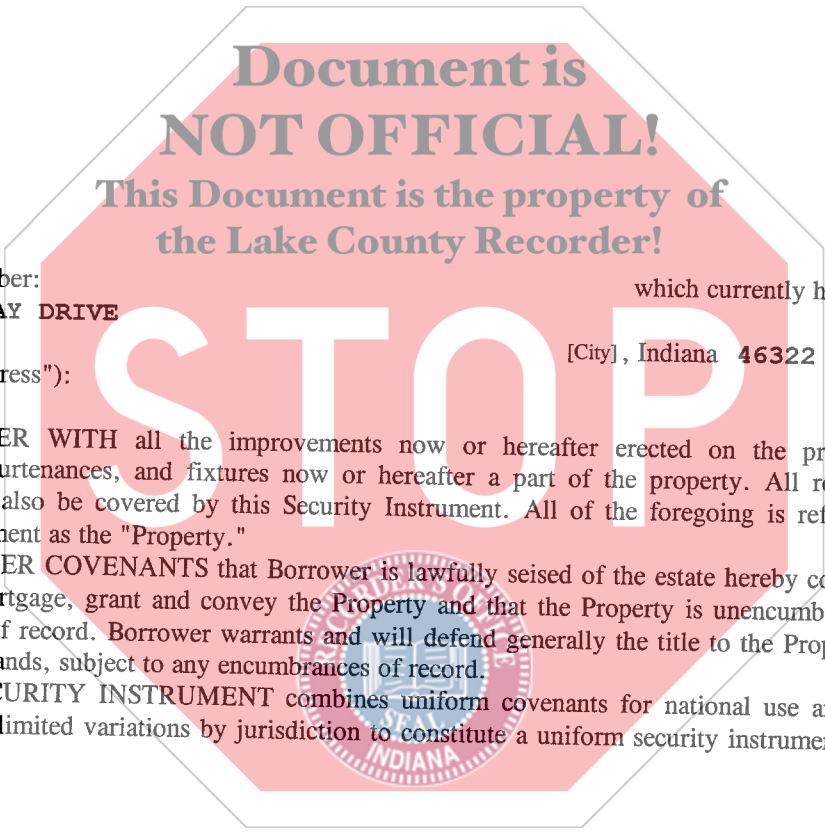 Document is
NOT OFFICIAL!
This Document is the property of
the Lake County Recorder!
ber:
which currently h
AY DRIVE
[City], Indiana 46322
ress"):
STOP
ER WITH all the improvements now or hereafter erected on the pr
urtenances, and fixtures now or hereafter a part of the property. All re
also be covered by this Security Instrument. All of the foregoing is ref
ent as the "Property."
ER COVENANTS that Borrower is lawfully seised of the estate hereby co
rtgage, grant and convey the Property and that the Property is unencumb
f record. Borrower warrants and will defend generally the title to the Prop
ands, subject to any encumbrances of record.
CURITY INSTRUMENT combines uniform covenants for national use a
limited variations by jurisdiction to constitute a uniform security instrume
RECORDER'S OFFICE
SEAL
INDIANA